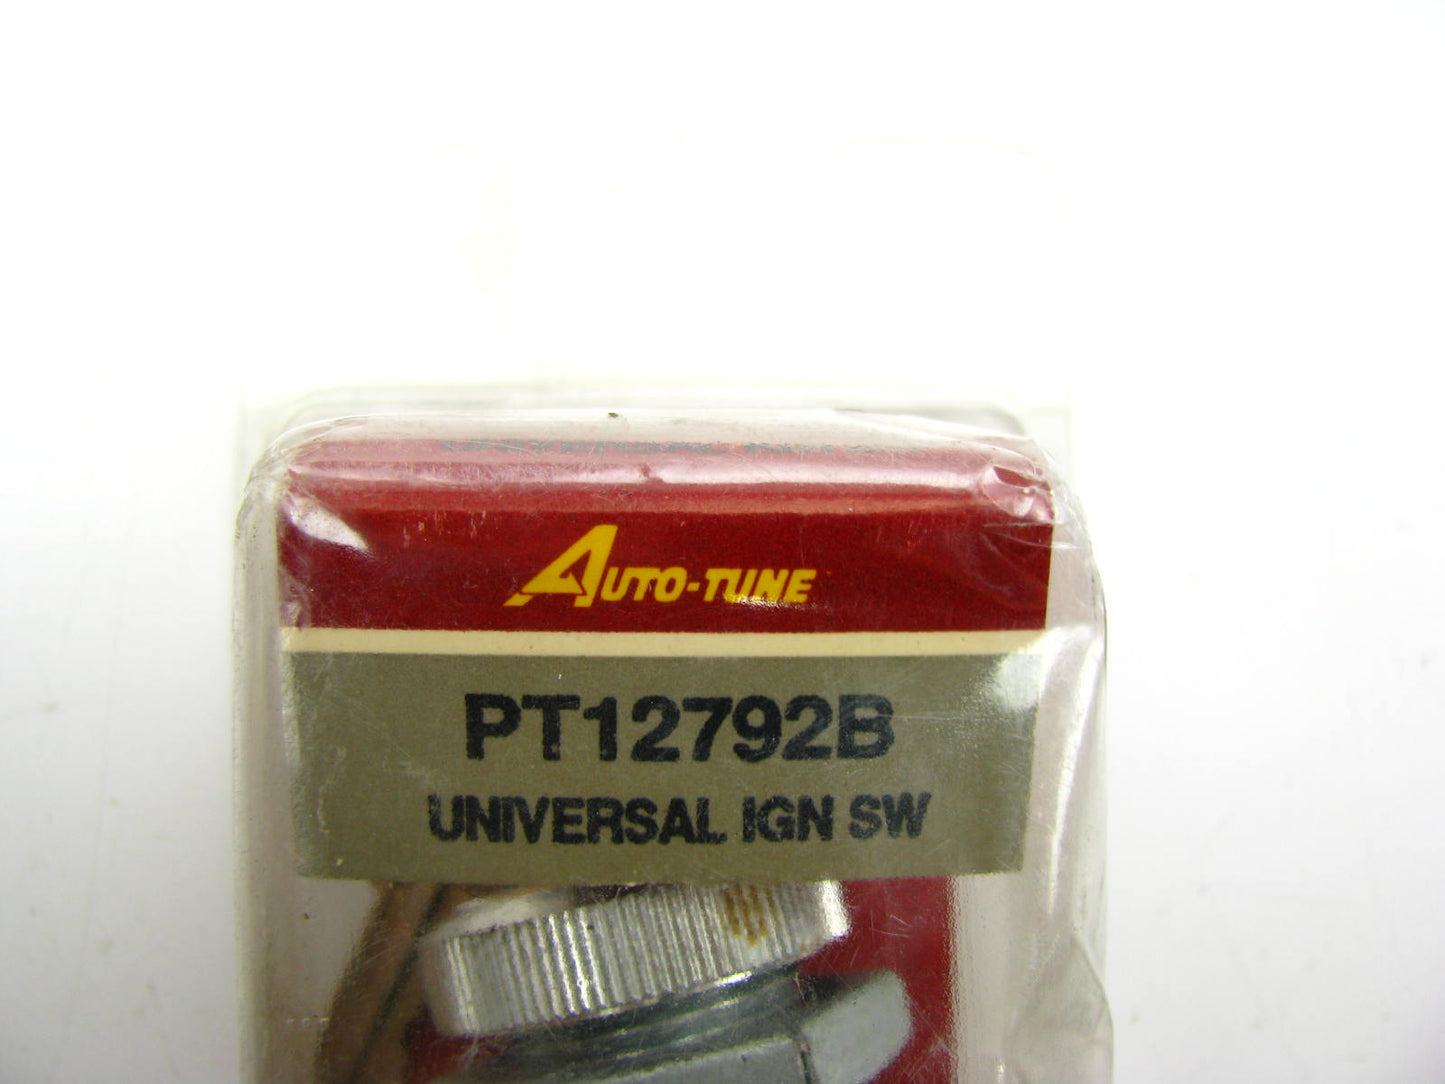 AUTO-TUNE
PT12792B
UNIVERSAL IGN SW